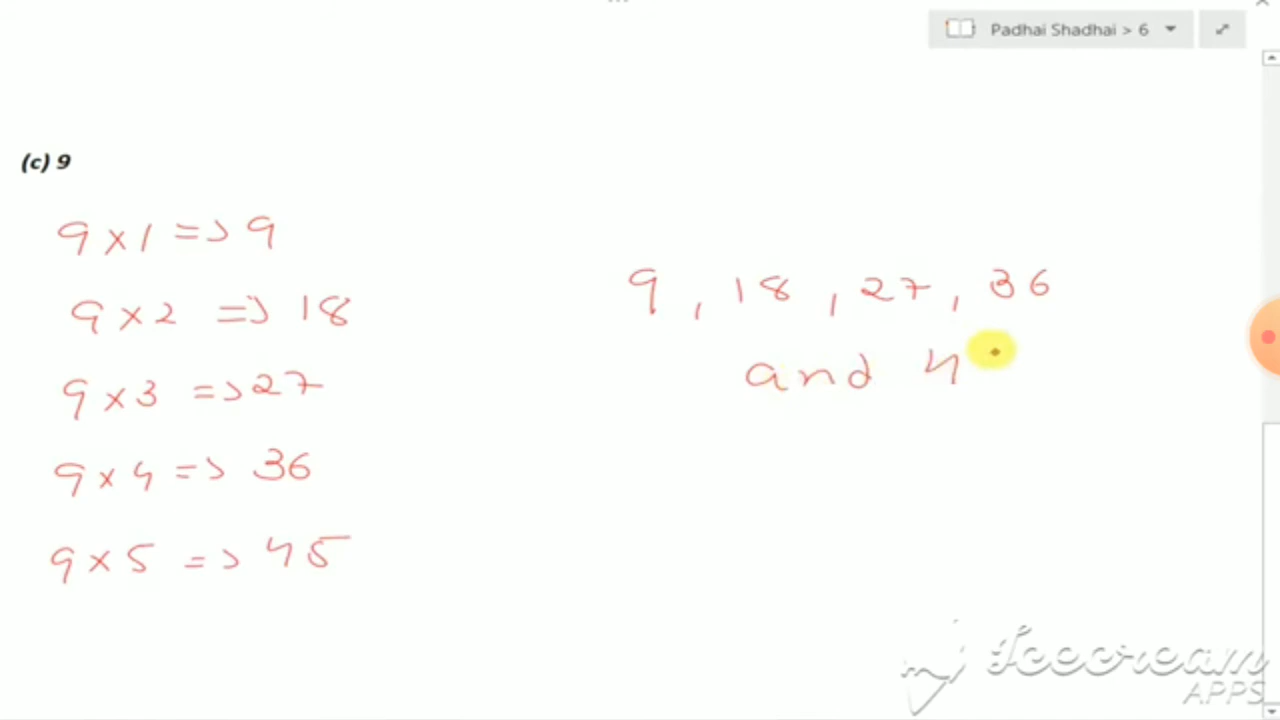 Padhai Shadhai > 6
(c) 9
9 x 1 => 9
9 x 2 => 18
9 x 3 => 27
9 x 4 => 36
9 x 5 => 45
9, 18, 27, 36
and 4
Icecream
APPS